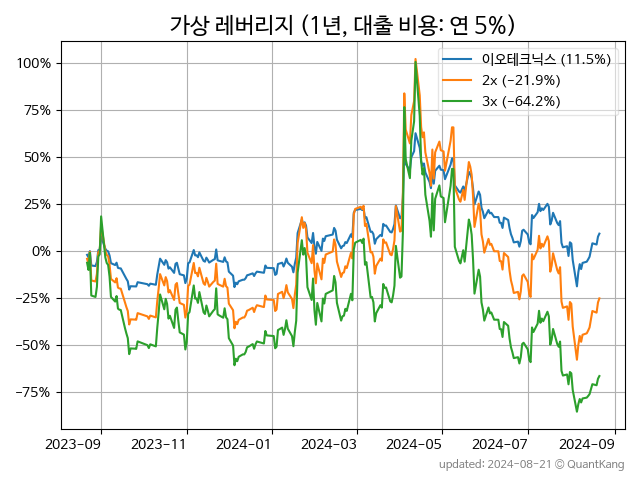 가상 레버리지 (1년, 대출 비용: 연 5%)
이오테크닉스 (11.5%)
2x (−21.9%)
3x (−64.2%)
100%
75%
50%
25%
0%
−25%
−50%
−75%
2023-09 2023-11 2024-01 2024-03 2024-05 2024-07 2024-09
updated: 2024-08-21 © QuantKang